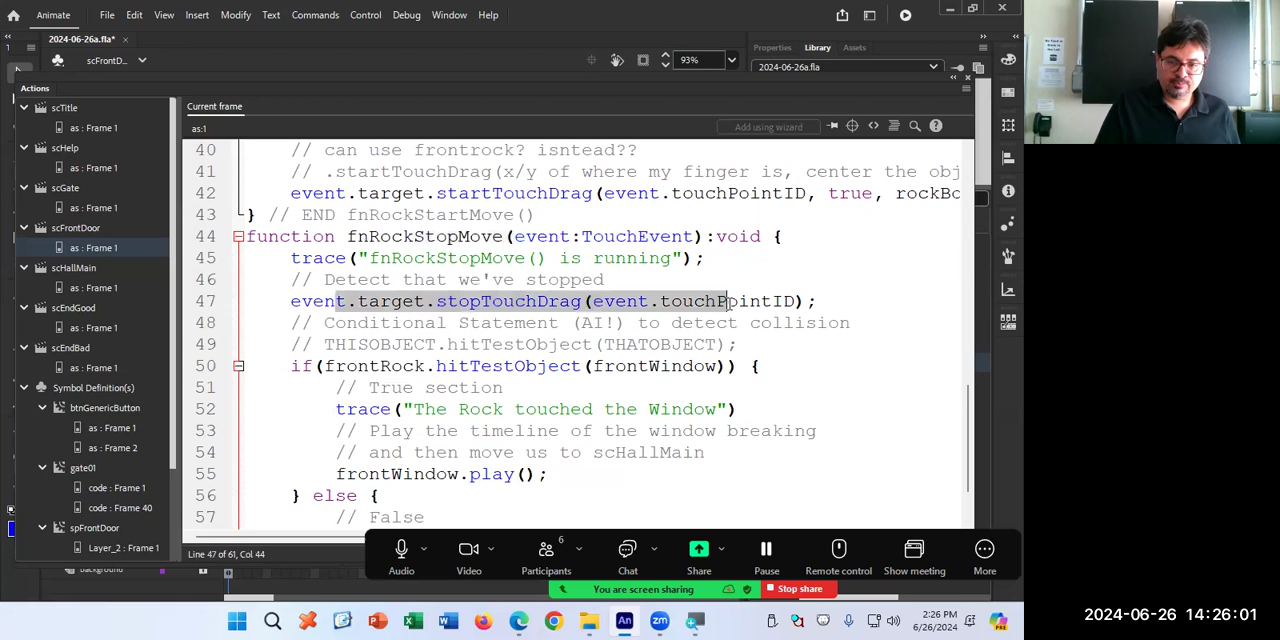 Animate File Edit View Insert Modify Text Commands Control Debug Window Help
2024-06-26a.fla* ×
scFrontD...
93%
Properties Library Assets
2024-06-26a.fla
Actions
Current frame
as:1
Add using wizard
scTitle
as : Frame 1
scHelp
as : Frame 1
scGate
as : Frame 1
scFrontDoor
as : Frame 1
scHallMain
as : Frame 1
scEndGood
as : Frame 1
scEndBad
as : Frame 1
Symbol Definition(s)
btnGenericButton
as : Frame 1
as : Frame 2
gate01
code : Frame 1
code : Frame 40
spFrontDoor
Layer_2 : Frame 1
40 // can use frontrock? isntead??
41 // .startTouchDrag(x/y of where my finger is, center the obj
42 event.target.startTouchDrag(event.touchPointID, true, rockBo
43 } // END fnRockStartMove()
44 function fnRockStopMove(event:TouchEvent):void {
45 trace("fnRockStopMove() is running");
46 // Detect that we've stopped
47 event.target.stopTouchDrag(event.touchPointID);
48 // Conditional Statement (AI!) to detect collision
49 // THISOBJECT.hitTestObject(THATOBJECT);
50 if(frontRock.hitTestObject(frontWindow)) {
51 // True section
52 trace("The Rock touched the Window")
53 // Play the timeline of the window breaking
54 // and then move us to scHallMain
55 frontWindow.play();
56 } else {
57 // False
Line 47 of 61, Col 44
6
Audio Video Participants Chat Share Pause Remote control Show meeting More
You are screen sharing Stop share
2:26 PM
6/26/2024
2024-06-26 14:26:01